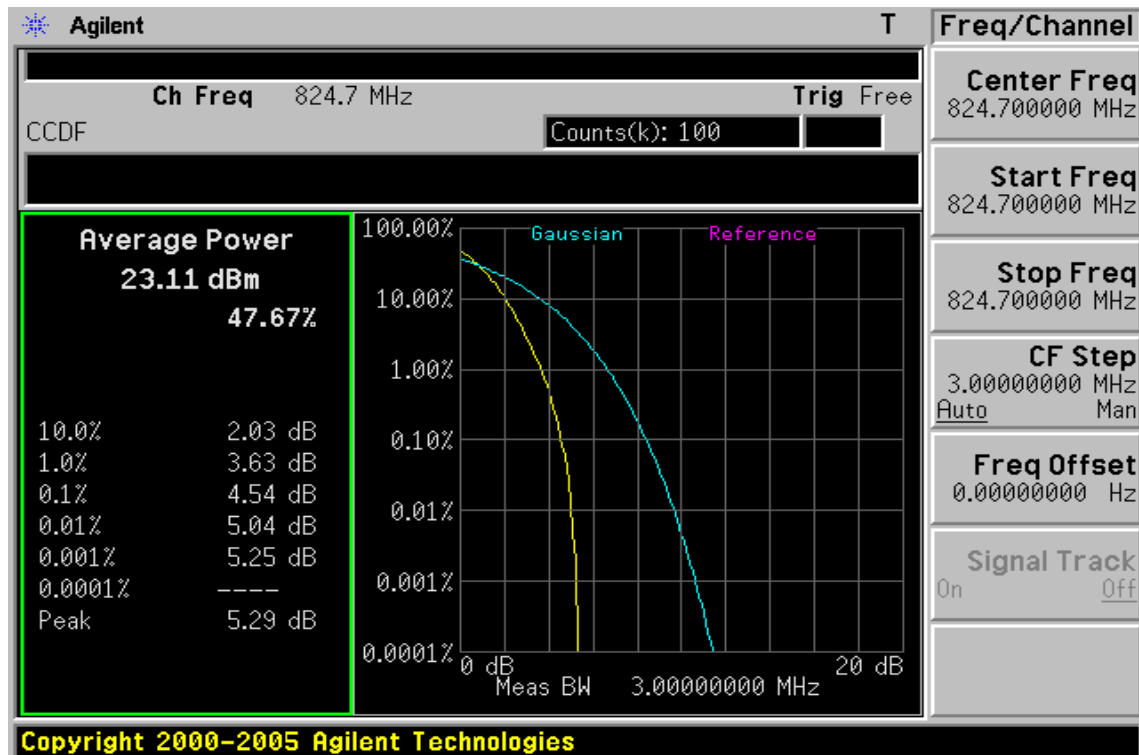 Agilent T
Freq/Channel
Ch Freq 824.7 MHz Trig Free
CCDF Counts(k): 100
Average Power
23.11 dBm
47.67%
10.0% 2.03 dB
1.0% 3.63 dB
0.1% 4.54 dB
0.01% 5.04 dB
0.001% 5.25 dB
0.0001% ----
Peak 5.29 dB
100.00%
10.00%
1.00%
0.10%
0.01%
0.001%
0.0001%
Gaussian Reference
0 dB 20 dB
Meas BW 3.00000000 MHz
Center Freq
824.700000 MHz
Start Freq
824.700000 MHz
Stop Freq
824.700000 MHz
CF Step
3.00000000 MHz
Auto Man
Freq Offset
0.00000000 Hz
Signal Track
On Off
Copyright 2000-2005 Agilent Technologies